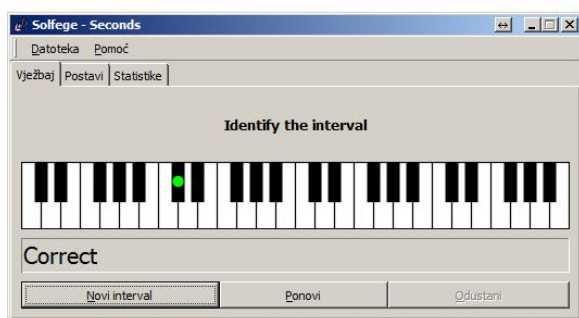 Solfege - Seconds
Datoteka Pomoć
Vježbaj Postavi Statistike
Identify the interval
Correct
Novi interval Ponovi Odustani